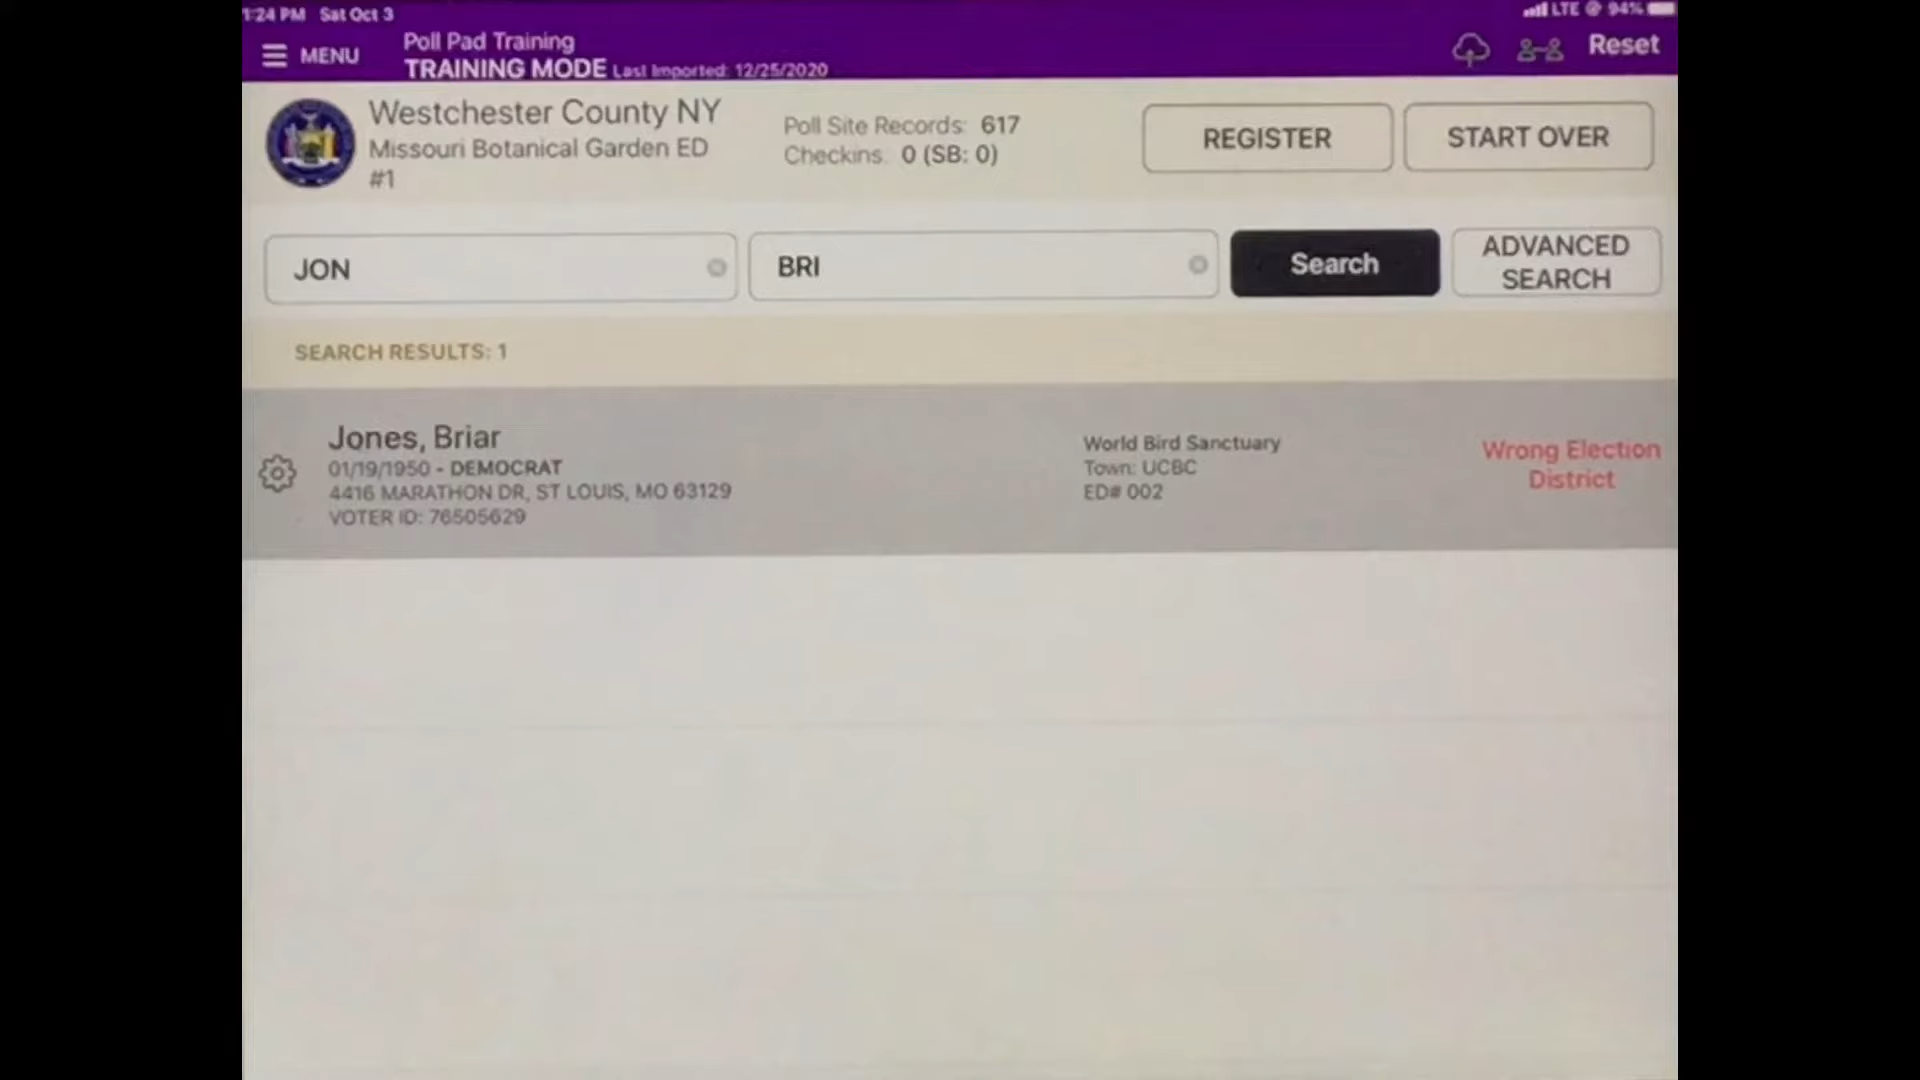 1:24 PM Sat Oct 3
LTE 94%
MENU
Poll Pad Training
TRAINING MODE Last Imported: 12/25/2020
Reset
Westchester County NY
Missouri Botanical Garden ED
#1
Poll Site Records: 617
Checkins: 0 (SB: 0)
REGISTER
START OVER
JON
BRI
Search
ADVANCED
SEARCH
SEARCH RESULTS: 1
Jones, Briar
01/19/1950 - DEMOCRAT
4416 MARATHON DR, ST LOUIS, MO 63129
VOTER ID: 76505629
World Bird Sanctuary
Town: UCBC
ED# 002
Wrong Election
District